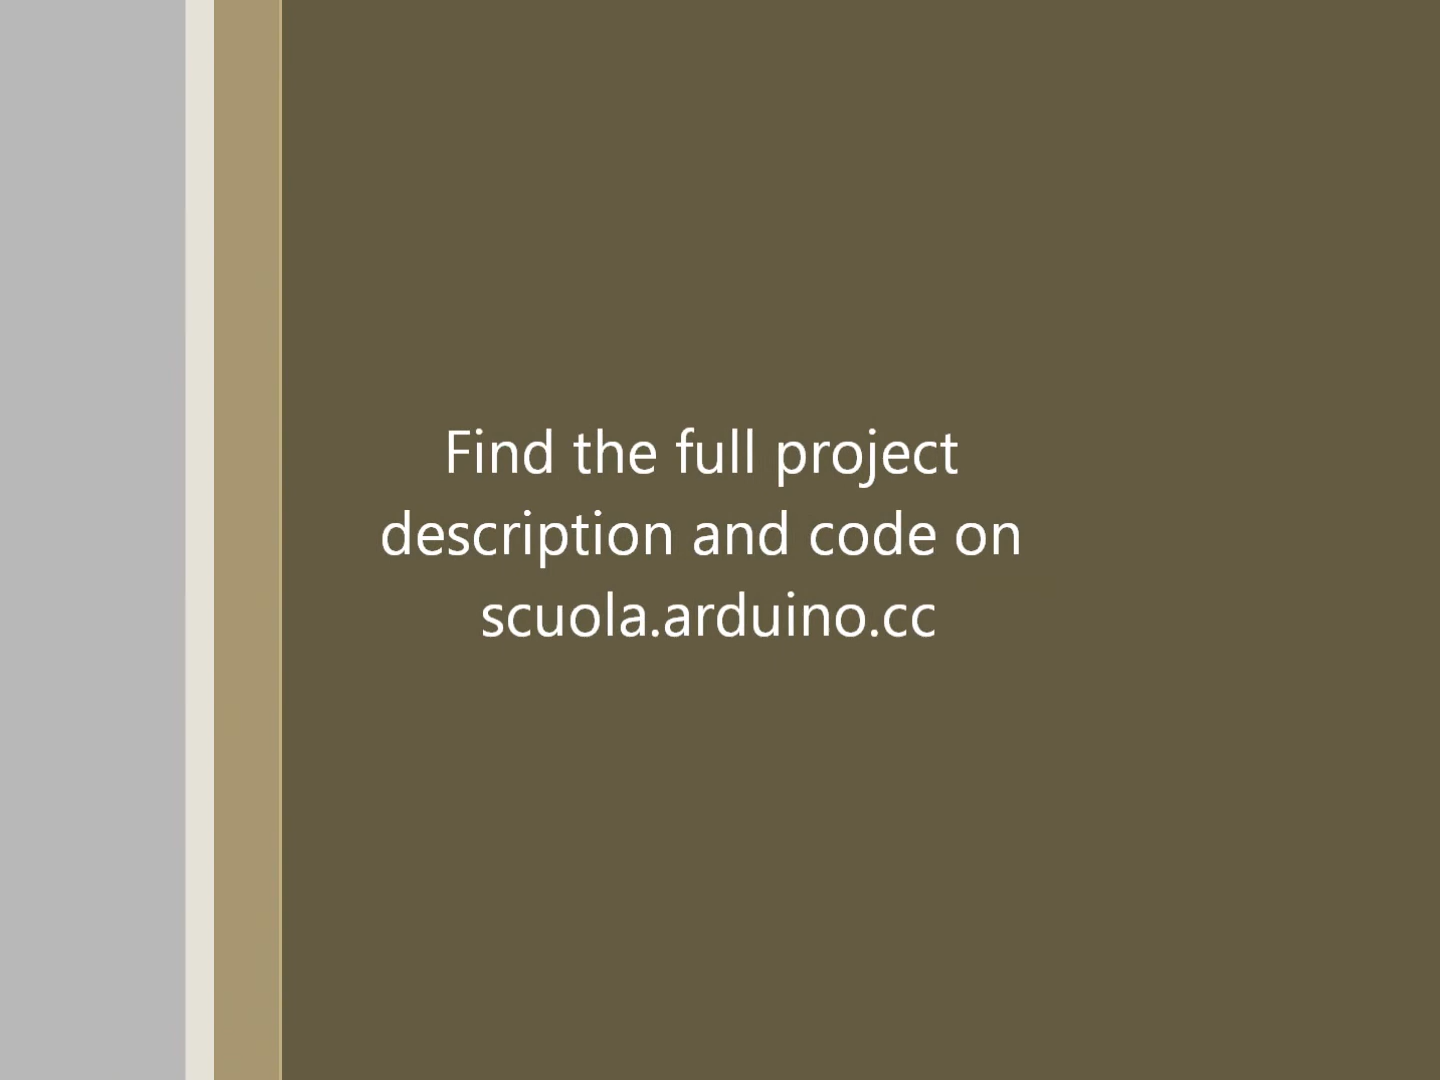 Find the full project
description and code on
scuola.arduino.cc